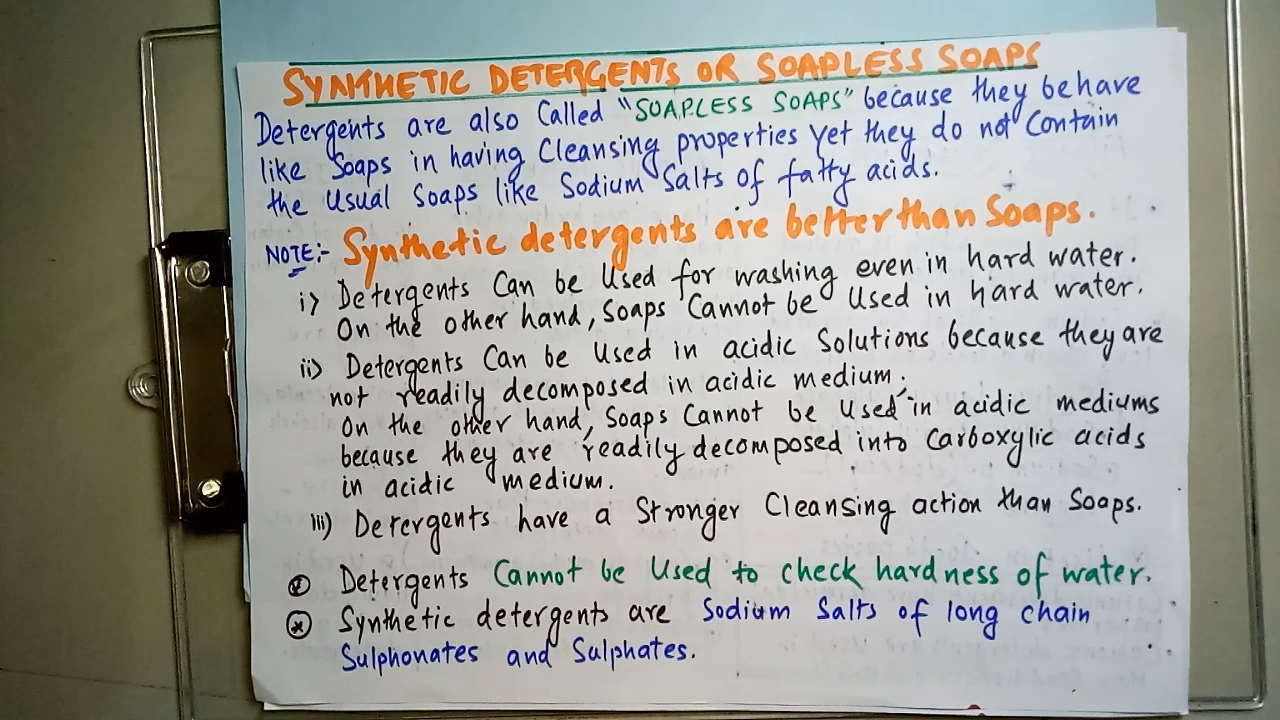 SYNTHETIC DETERGENTS OR SOAPLESS SOAPS
Detergents are also Called "SOAPLESS SOAPS" because they behave
like Soaps in having Cleansing properties yet they do not Contain
the Usual Soaps like Sodium Salts of fatty acids.
NOTE:- Synthetic detergents are better than Soaps.
i) Detergents Can be Used for washing even in hard water.
On the other hand, Soaps Cannot be Used in hard water.
ii) Detergents Can be Used in acidic Solutions because they are
not readily decomposed in acidic medium.
On the other hand, Soaps Cannot be Used in acidic mediums
because they are readily decomposed into Carboxylic acids
in acidic medium.
iii) Detergents have a Stronger Cleansing action than Soaps.
Detergents Cannot be Used to check hardness of water.
Synthetic detergents are Sodium Salts of long chain
Sulphonates and Sulphates.